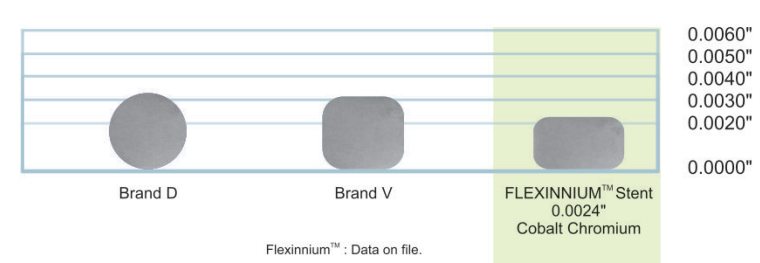 0.0060"
0.0050"
0.0040"
0.0030"
0.0020"
0.0000"
Brand D
Brand V
FLEXINNIUM™ Stent
0.0024"
Cobalt Chromium
Flexinnium™ : Data on file.